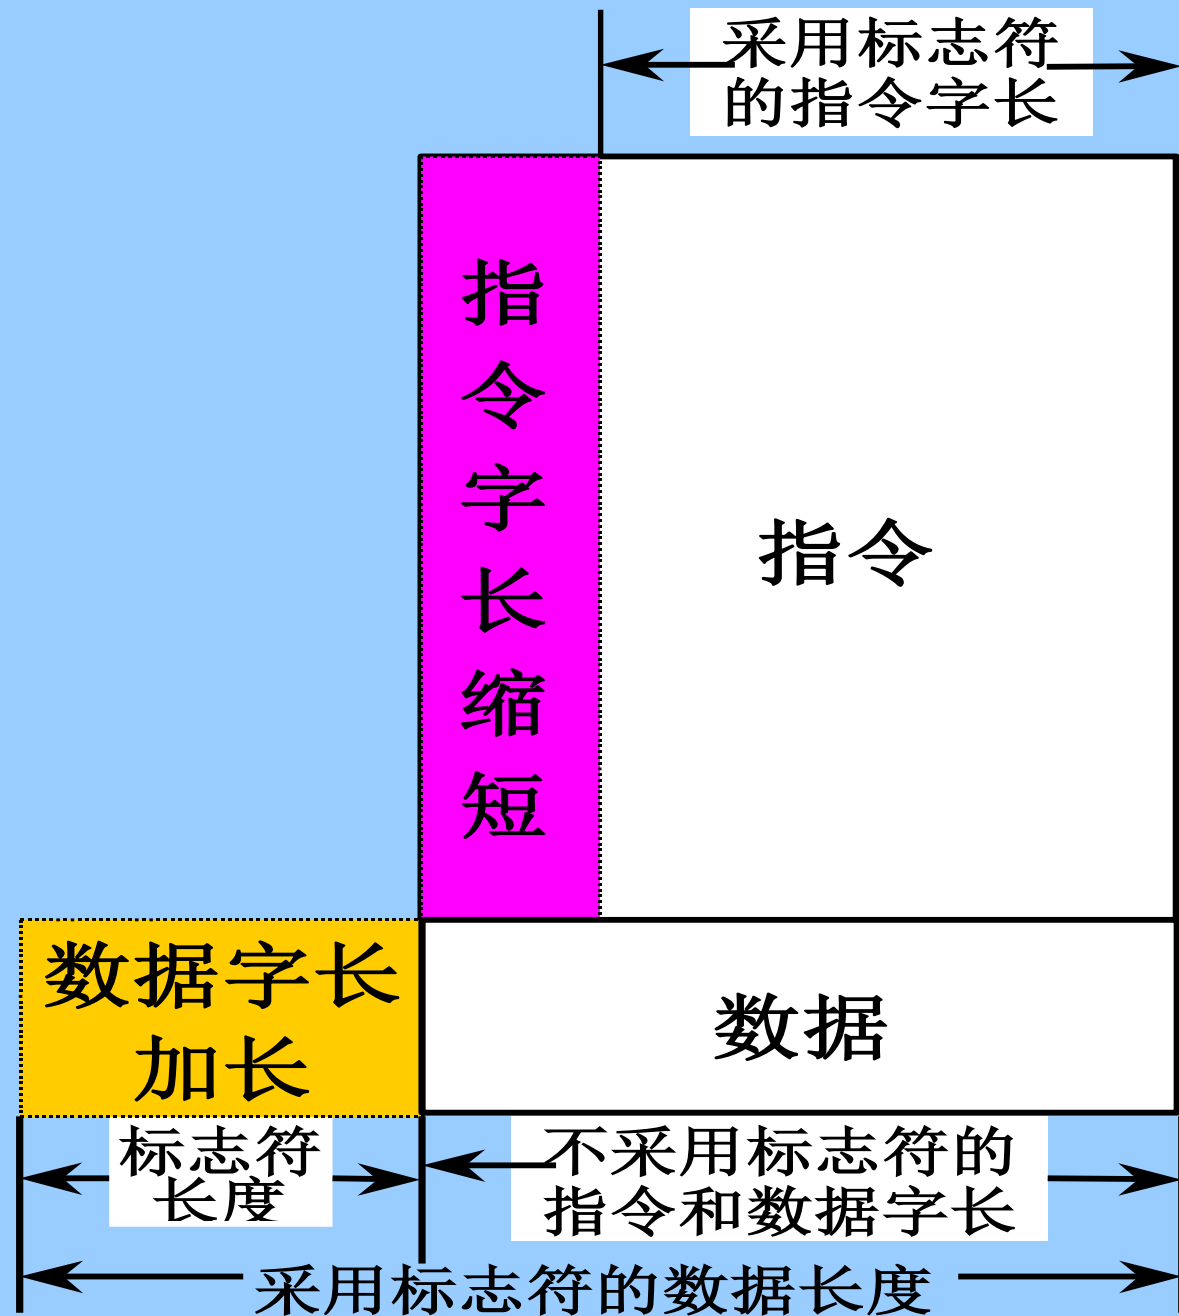 采用标志符
的指令字长
指
令
字
长
缩
短
指令
数据字长
加长
数据
标志符
长度
不采用标志符的
指令和数据字长
采用标志符的数据长度